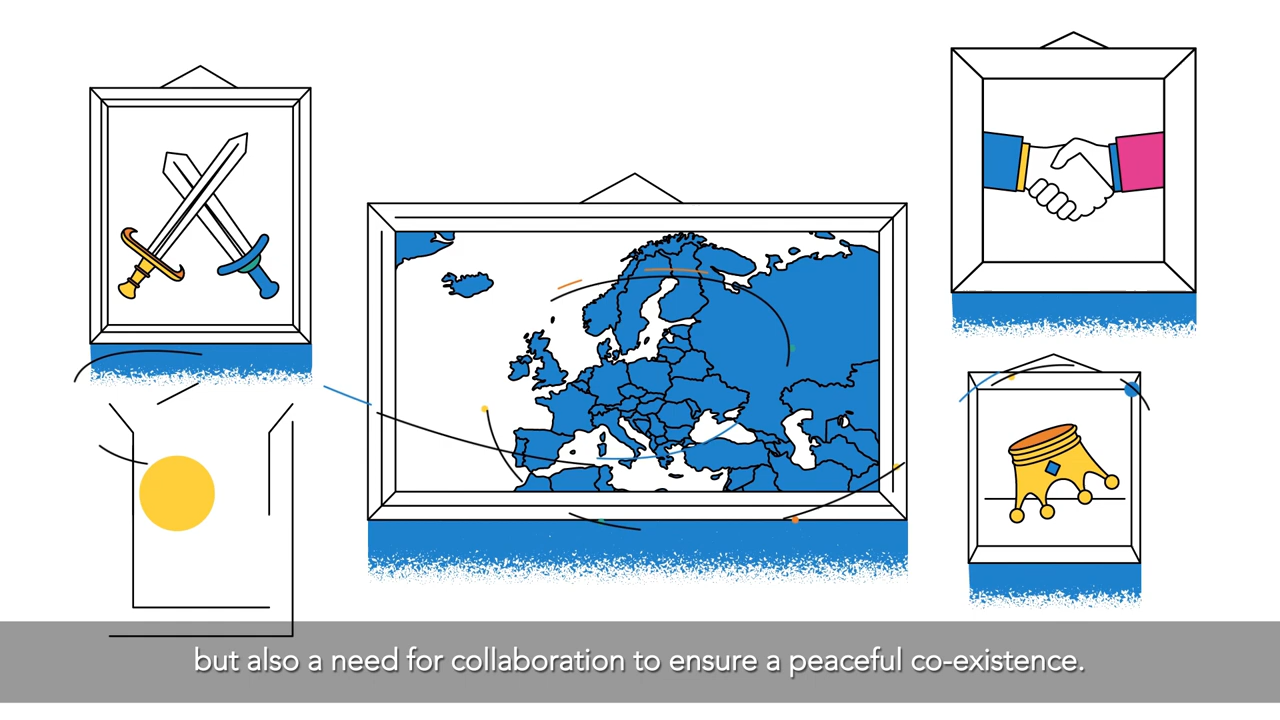 but also a need for collaboration to ensure a peaceful co-existence.